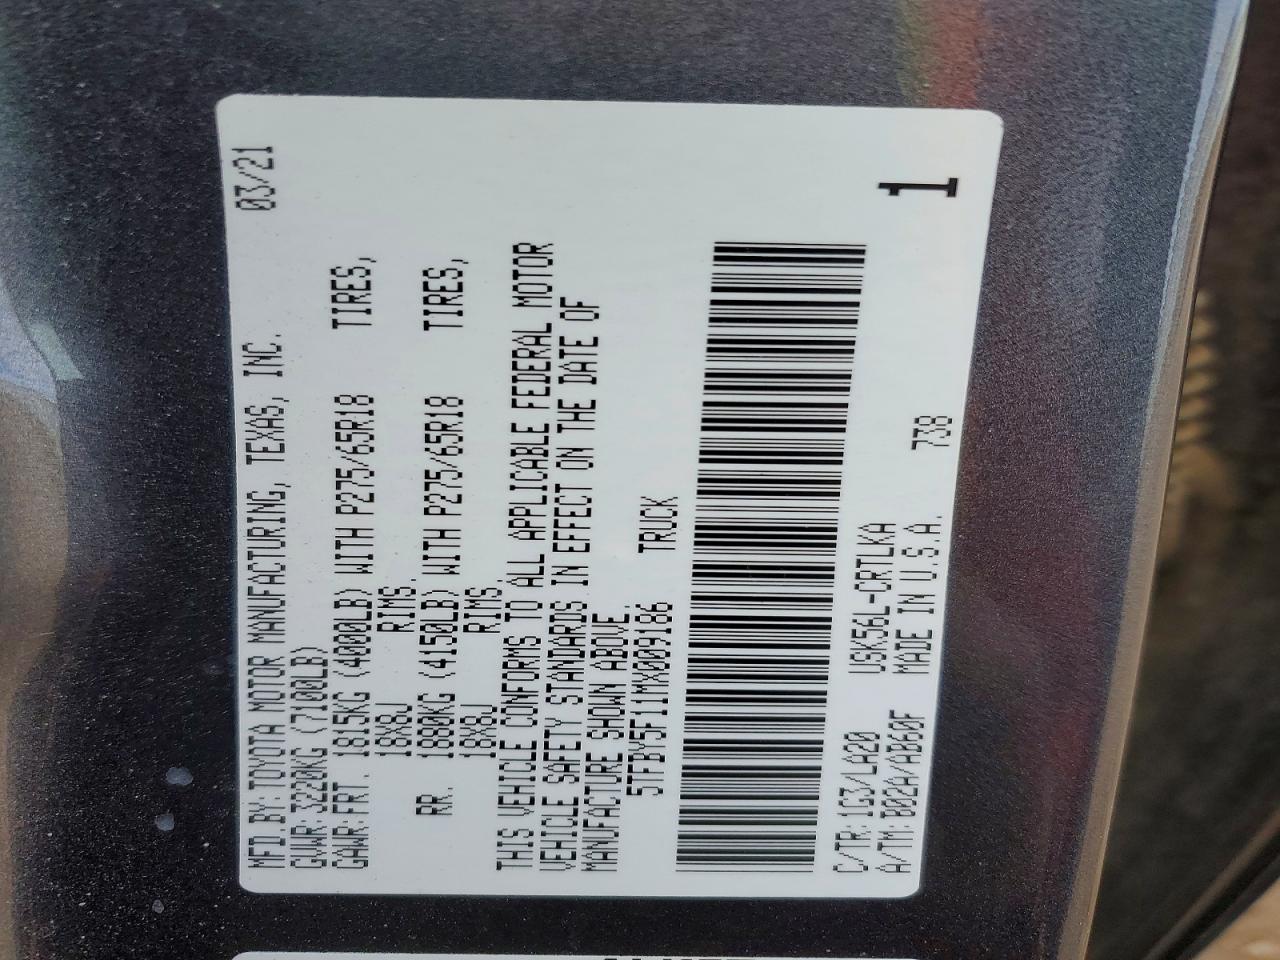 MFD BY: TOYOTA MOTOR MANUFACTURING, TEXAS, INC. 03/21
GVWR: 3220KG (7100LB)
GAWR: FRT. 1815KG (4000LB) WITH P275/65R18 TIRES,
18X8J RIMS.
RR. 1880KG (4150LB) WITH P275/65R18 TIRES,
18X8J RIMS.
THIS VEHICLE CONFORMS TO ALL APPLICABLE FEDERAL MOTOR
VEHICLE SAFETY STANDARDS IN EFFECT ON THE DATE OF
MANUFACTURE SHOWN ABOVE.
5TFDY5F11MX009186 TRUCK
C/TR: 1G3/LA20 USK56L-CRTLKA
A/TM: B02A/AB60F MADE IN U.S.A. 738
1